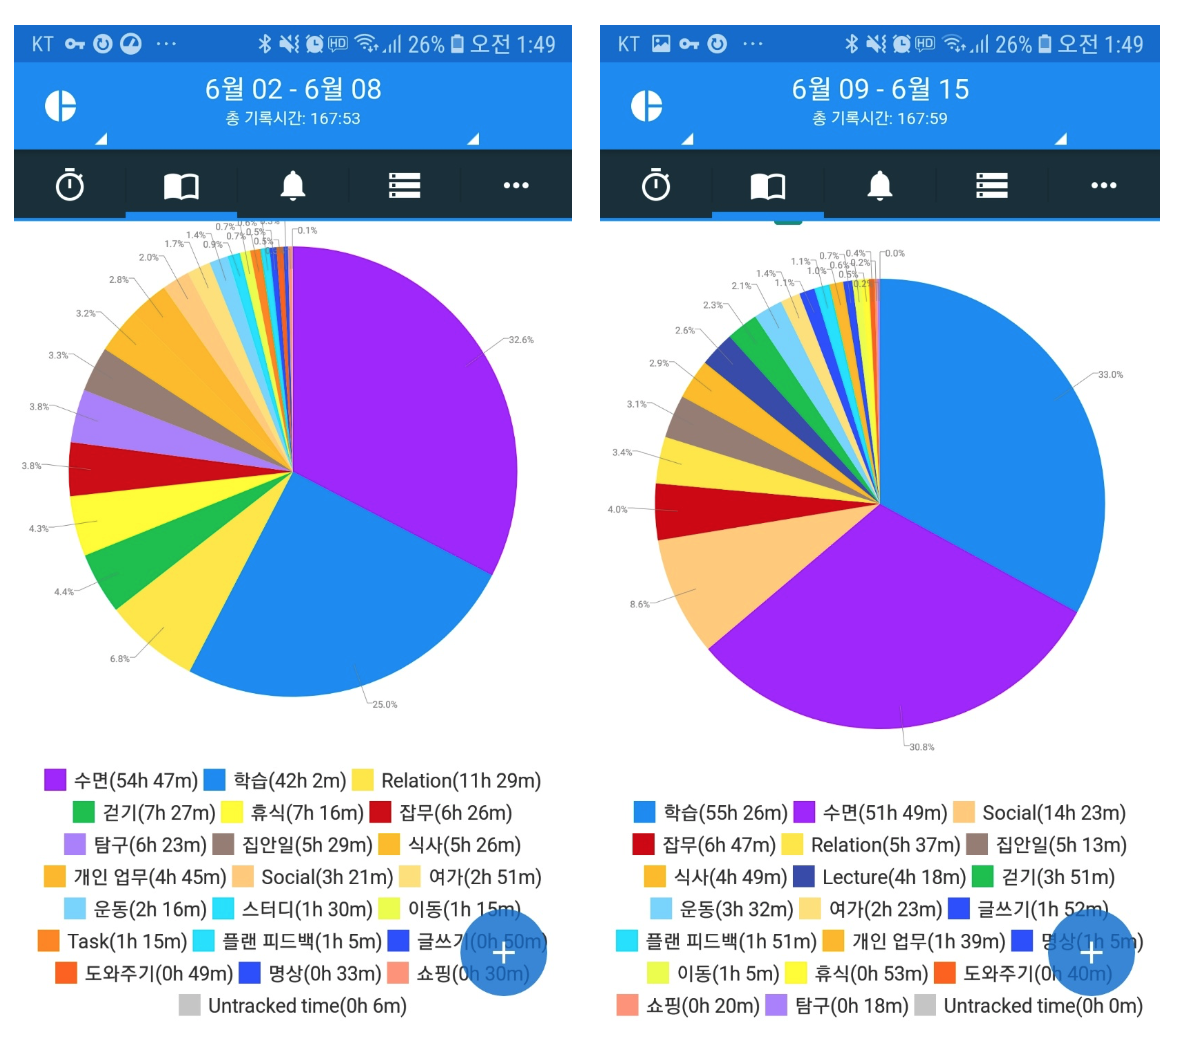 KT ... HD 26% 오전 1:49
6월 02 - 6월 08
총 기록시간: 167:53
0.1%
1.4%
0.7%
0.6%
0.5%
1.7%
0.9%
0.7%
0.5%
2.0%
2.8%
3.2%
32.6%
3.3%
3.8%
3.8%
4.3%
4.4%
6.8%
25.0%
수면(54h 47m) 학습(42h 2m) Relation(11h 29m)
걷기(7h 27m) 휴식(7h 16m) 잡무(6h 26m)
탐구(6h 23m) 집안일(5h 29m) 식사(5h 26m)
개인 업무(4h 45m) Social(3h 21m) 여가(2h 51m)
운동(2h 16m) 스터디(1h 30m) 이동(1h 15m)
Task(1h 15m) 플랜 피드백(1h 5m) 글쓰기(0h 50m)
도와주기(0h 49m) 명상(0h 33m) 쇼핑(0h 30m)
Untracked time(0h 6m)
KT ... HD 26% 오전 1:49
6월 09 - 6월 15
총 기록시간: 167:59
0.7%
0.4%
0.0%
1.1%
0.6%
0.2%
1.4%
1.0%
0.5%
2.1%
1.1%
0.2%
2.3%
2.6%
2.9%
33.0%
3.1%
3.4%
4.0%
8.6%
30.8%
학습(55h 26m) 수면(51h 49m) Social(14h 23m)
잡무(6h 47m) Relation(5h 37m) 집안일(5h 13m)
식사(4h 49m) Lecture(4h 18m) 걷기(3h 51m)
운동(3h 32m) 여가(2h 23m) 글쓰기(1h 52m)
플랜 피드백(1h 51m) 개인 업무(1h 39m) 명상(1h 5m)
이동(1h 5m) 휴식(0h 53m) 도와주기(0h 40m)
쇼핑(0h 20m) 탐구(0h 18m) Untracked time(0h 0m)